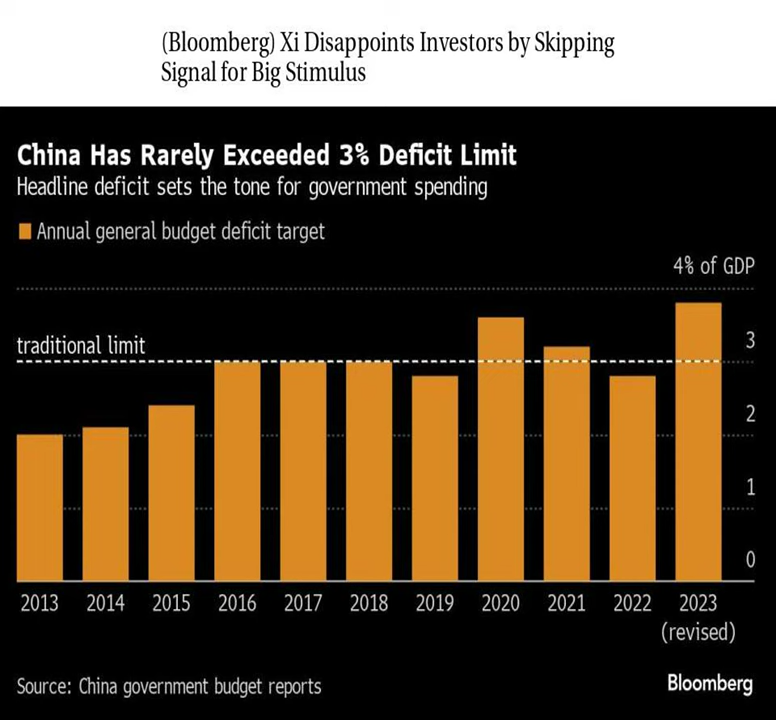 (Bloomberg) Xi Disappoints Investors by Skipping
Signal for Big Stimulus
China Has Rarely Exceeded 3% Deficit Limit
Headline deficit sets the tone for government spending
Annual general budget deficit target
4% of GDP
traditional limit
3
2
1
0
2013 2014 2015 2016 2017 2018 2019 2020 2021 2022 2023
(revised)
Source: China government budget reports
Bloomberg